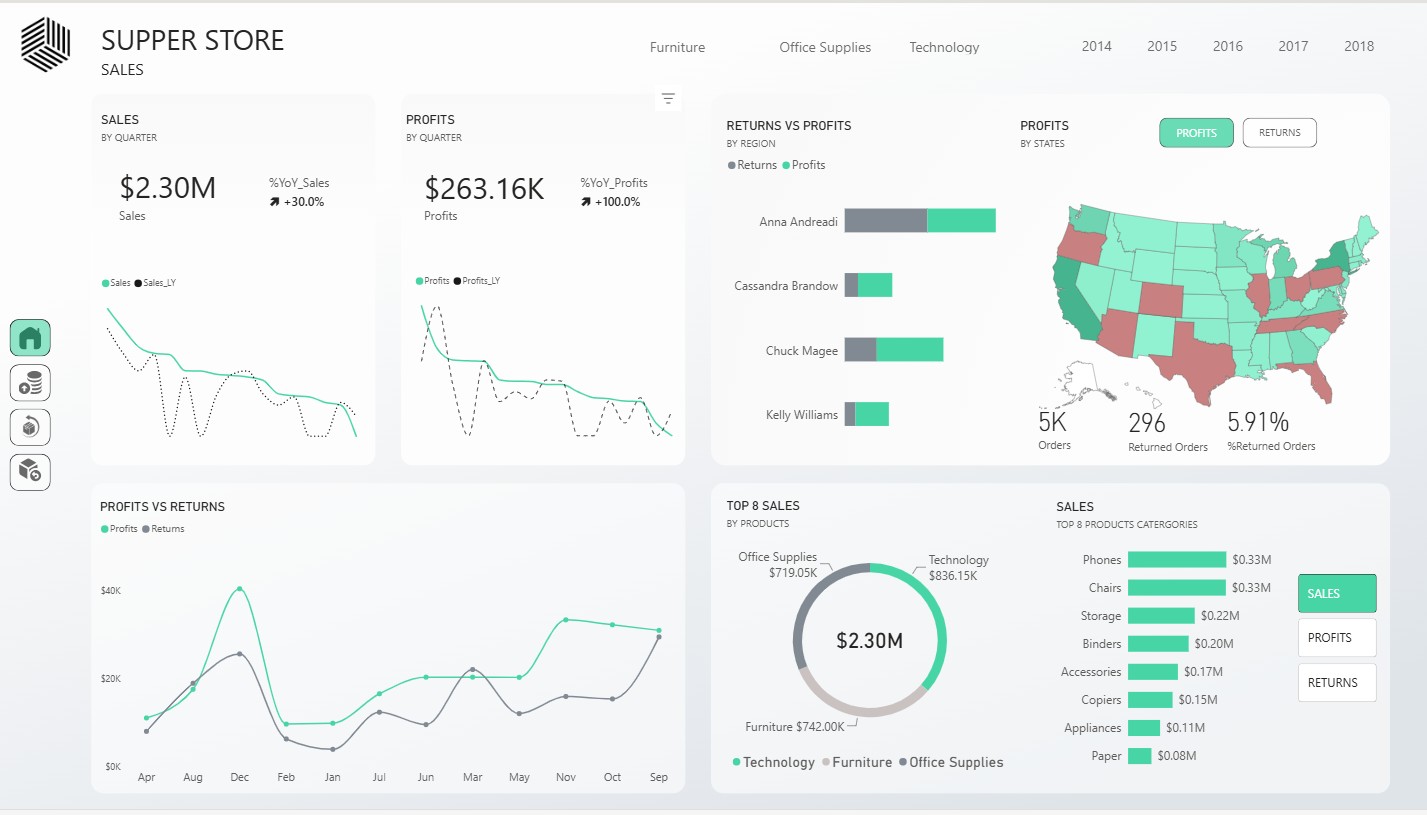 SUPPER STORE
SALES
Furniture
Office Supplies
Technology
2014
2015
2016
2017
2018
SALES
BY QUARTER
$2.30M
Sales
%YoY_Sales
+30.0%
Sales
Sales_LY
PROFITS
BY QUARTER
$263.16K
Profits
%YoY_Profits
+100.0%
Profits
Profits_LY
RETURNS VS PROFITS
BY REGION
Returns
Profits
Anna Andreadi
Cassandra Brandow
Chuck Magee
Kelly Williams
PROFITS
BY STATES
PROFITS
RETURNS
5K
Orders
296
Returned Orders
5.91%
%Returned Orders
PROFITS VS RETURNS
Profits
Returns
$40K
$20K
$0K
Apr
Aug
Dec
Feb
Jan
Jul
Jun
Mar
May
Nov
Oct
Sep
TOP 8 SALES
BY PRODUCTS
Office Supplies
$719.05K
Technology
$836.15K
$2.30M
Furniture $742.00K
Technology
Furniture
Office Supplies
SALES
TOP 8 PRODUCTS CATERGORIES
Phones $0.33M
Chairs $0.33M
Storage $0.22M
Binders $0.20M
Accessories $0.17M
Copiers $0.15M
Appliances $0.11M
Paper $0.08M
SALES
PROFITS
RETURNS